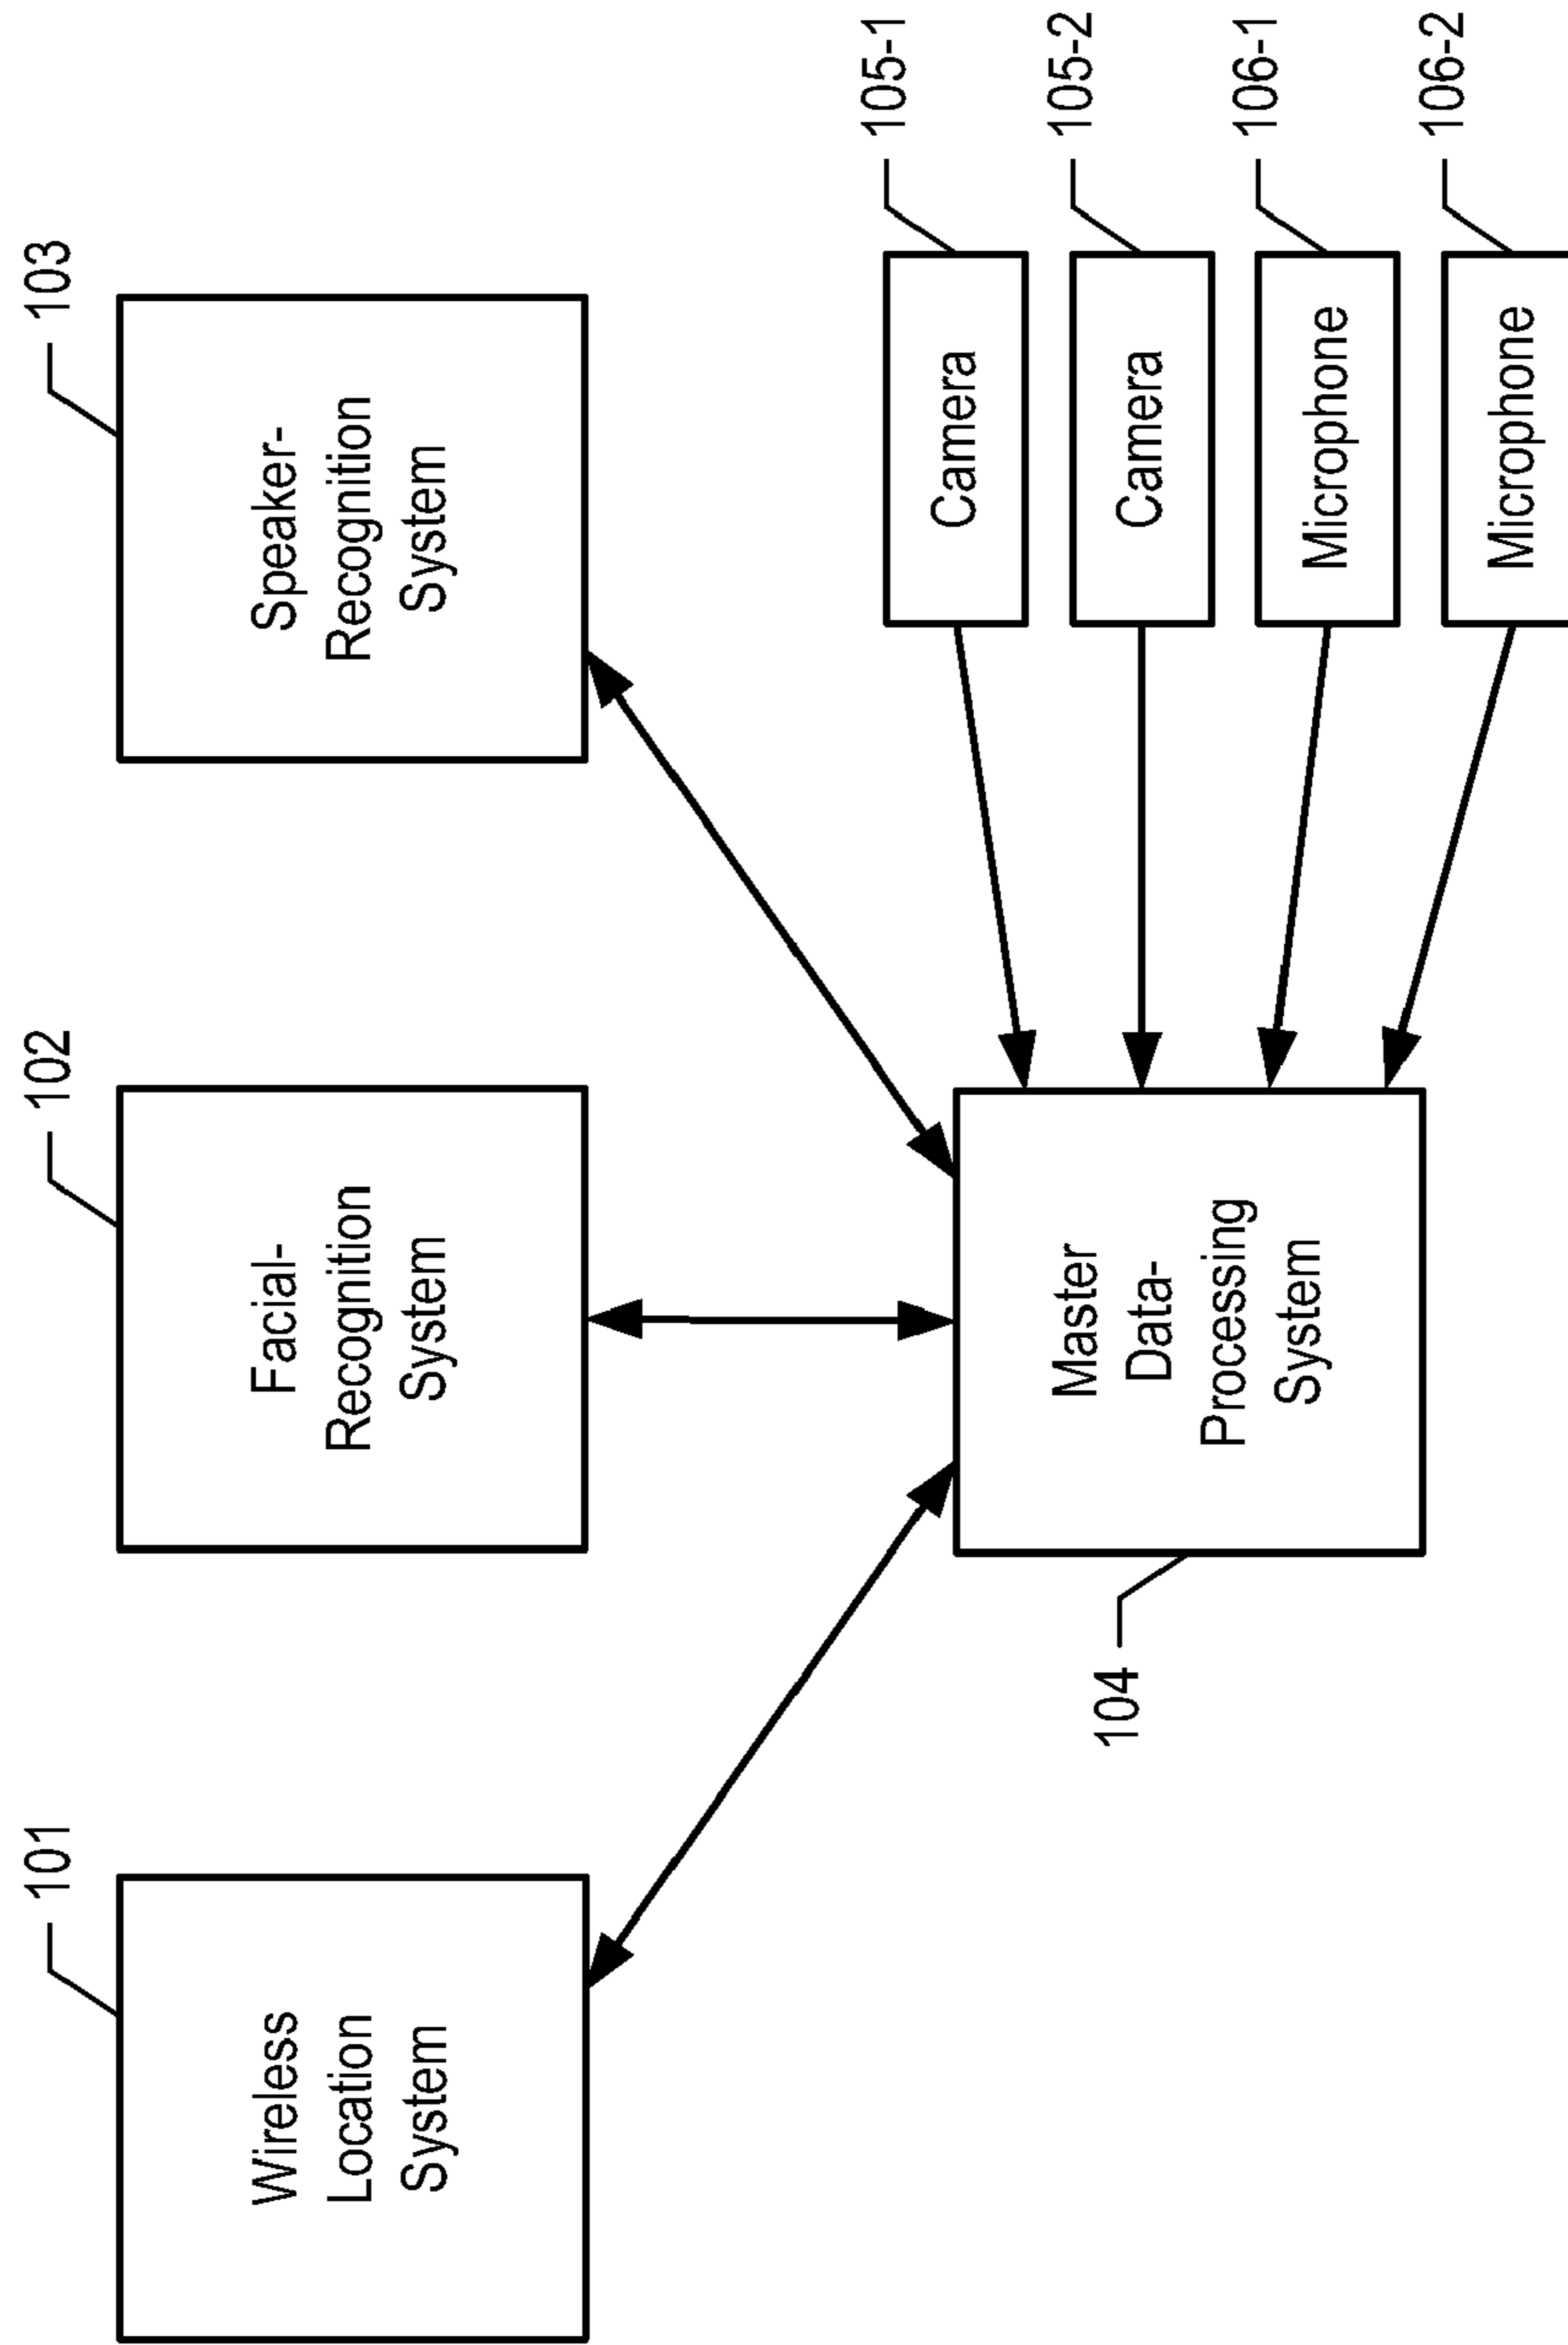 101
Wireless
Location
System
102
Facial-
Recognition
System
103
Speaker-
Recognition
System
104
Master
Data-
Processing
System
105-1
Camera
105-2
Camera
106-1
Microphone
106-2
Microphone